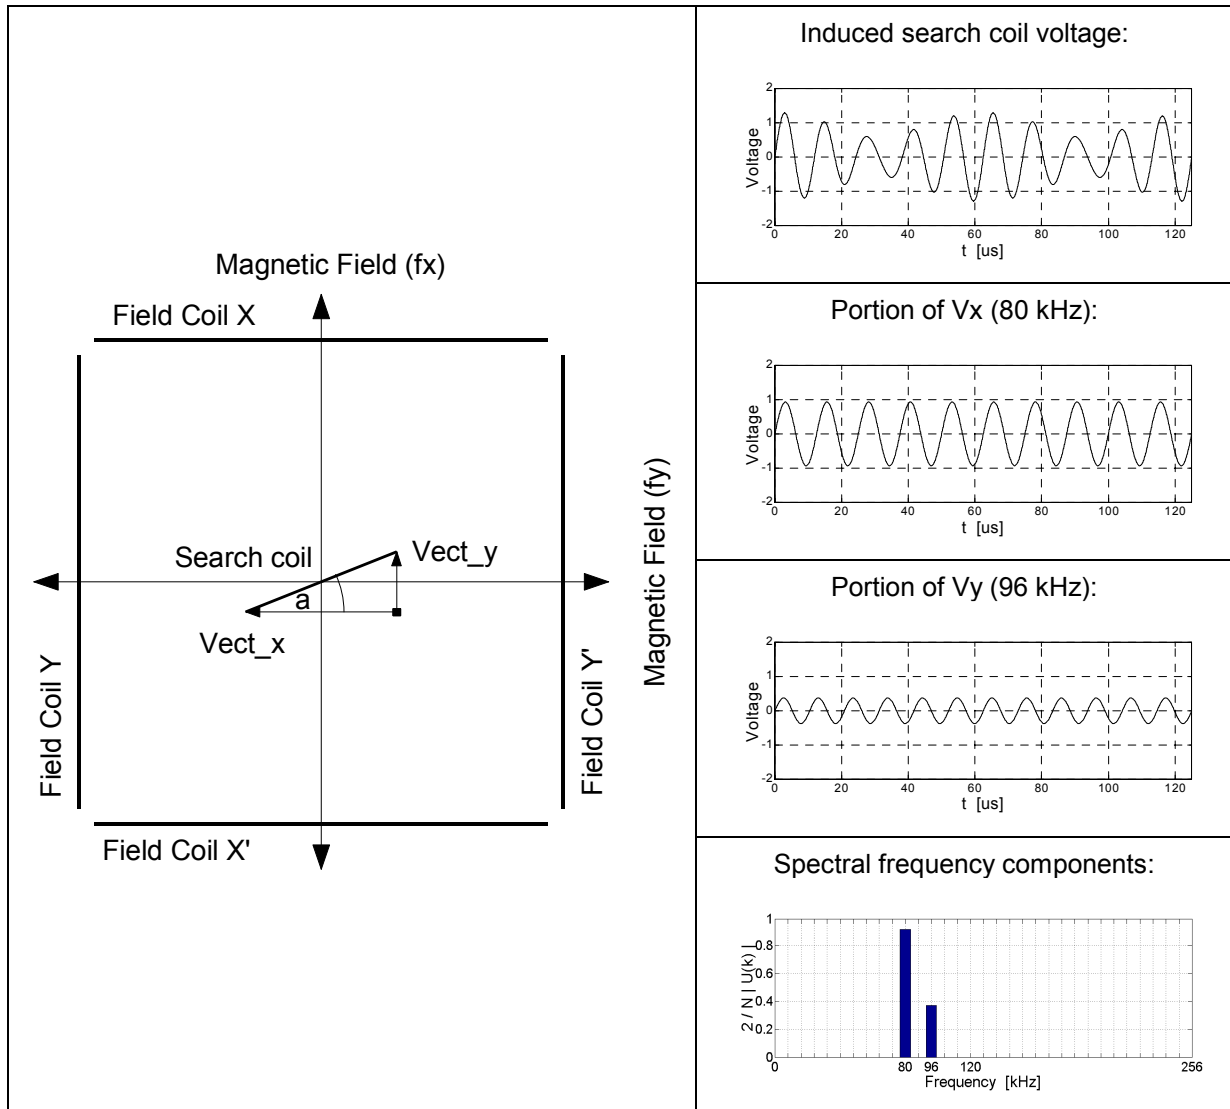 Magnetic Field (fx)
Field Coil X
Search coil
Vect_y
a
Vect_x
Magnetic Field (fy)
Field Coil Y
Field Coil Y'
Field Coil X'
Induced search coil voltage:
Voltage
2
1
0
-1
-2
0 20 40 60 80 100 120
t [us]
Portion of Vx (80 kHz):
Voltage
2
1
0
-1
-2
0 20 40 60 80 100 120
t [us]
Portion of Vy (96 kHz):
Voltage
2
1
0
-1
-2
0 20 40 60 80 100 120
t [us]
Spectral frequency components:
2 / N | U(k) |
1
0.8
0.6
0.4
0.2
0
0 80 96 120 256
Frequency [kHz]